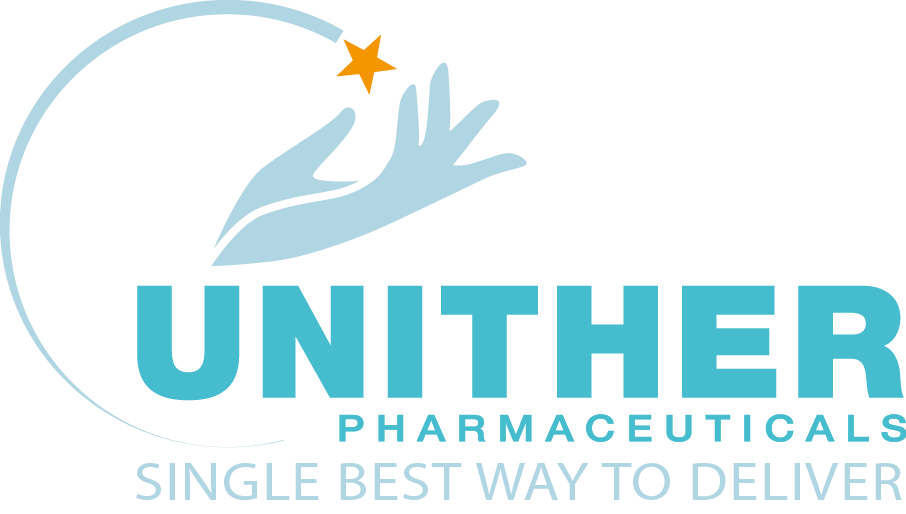 UNITHER
PHARMACEUTICALS
SINGLE BEST WAY TO DELIVER